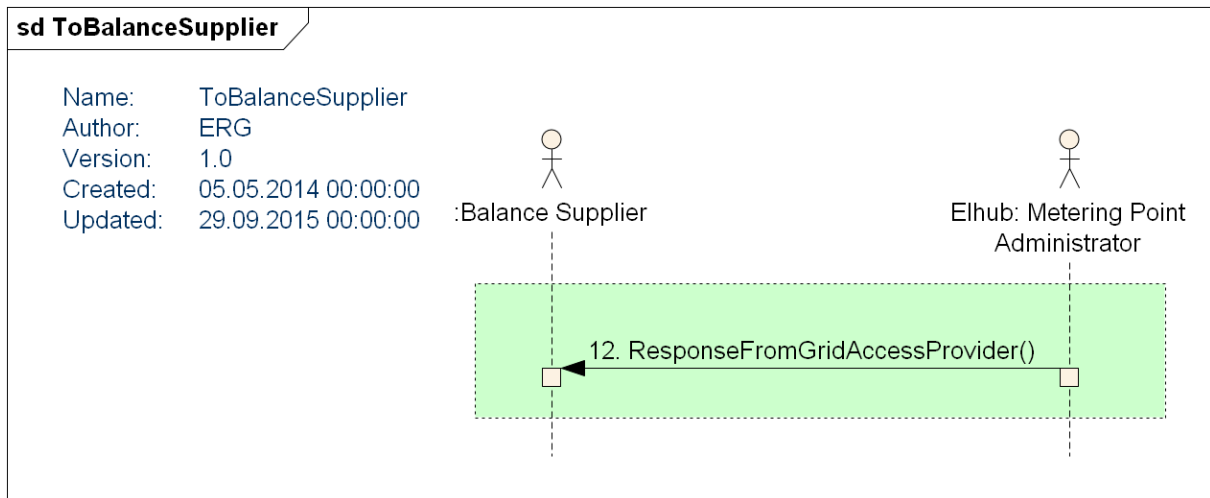 sd ToBalanceSupplier
Name: ToBalanceSupplier
Author: ERG
Version: 1.0
Created: 05.05.2014 00:00:00
Updated: 29.09.2015 00:00:00
:Balance Supplier
Elhub: Metering Point
Administrator
12. ResponseFromGridAccessProvider()